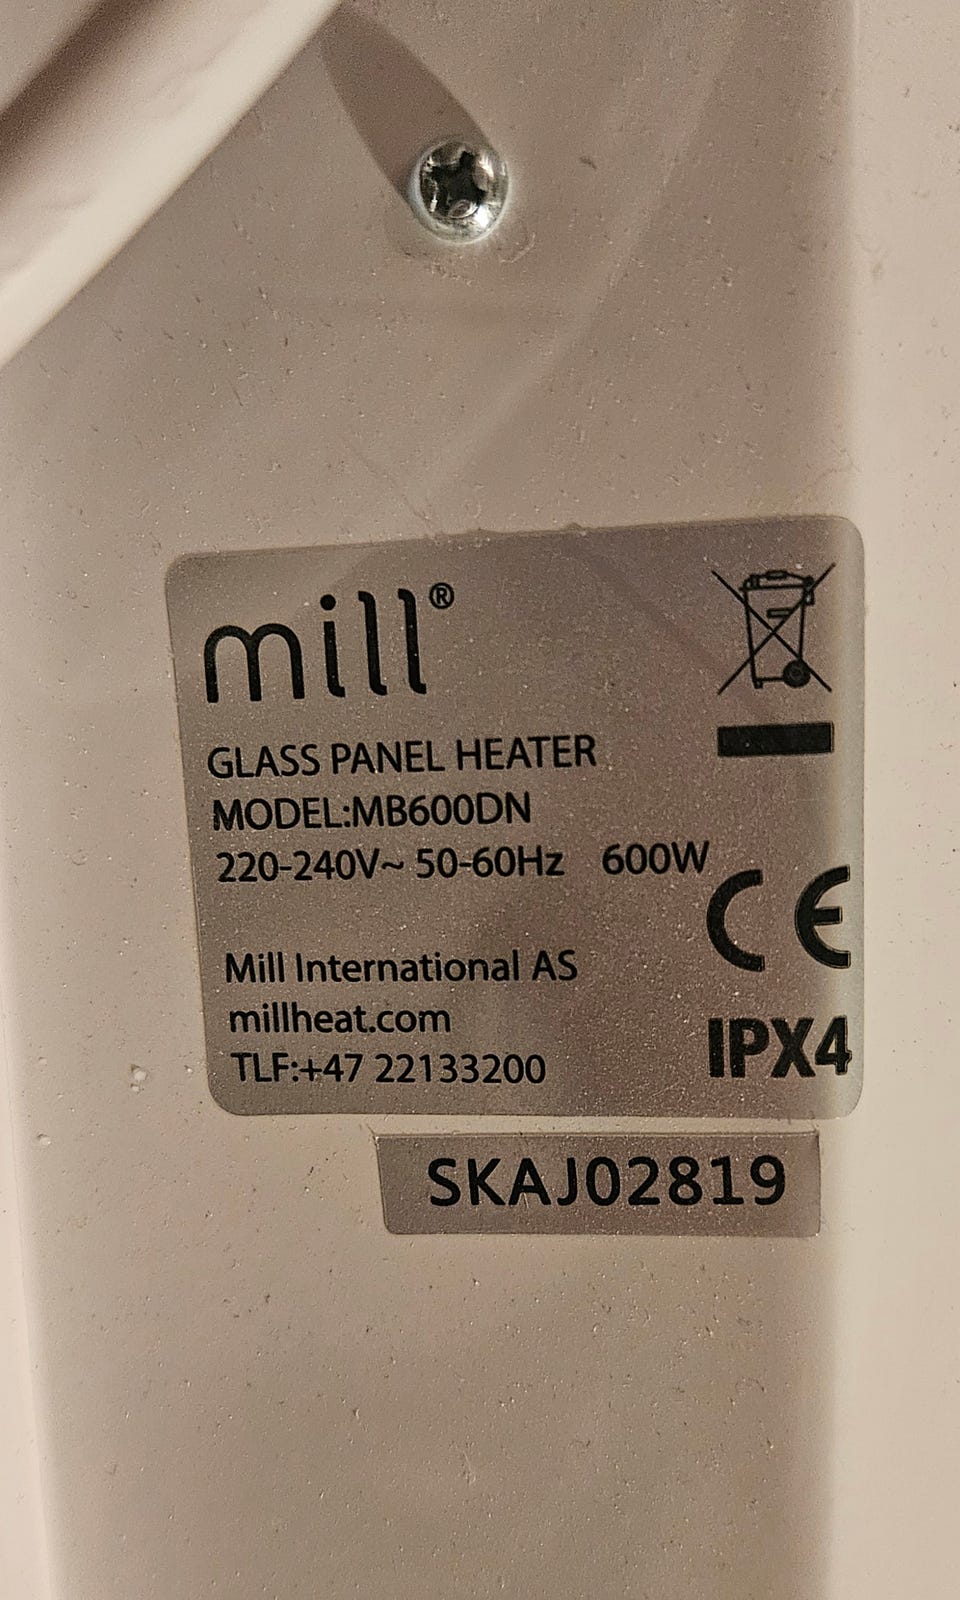 mill®
GLASS PANEL HEATER
MODEL:MB600DN
220-240V~ 50-60Hz 600W
CE
Mill International AS
millheat.com
TLF:+47 22133200
IPX4
SKAJ02819